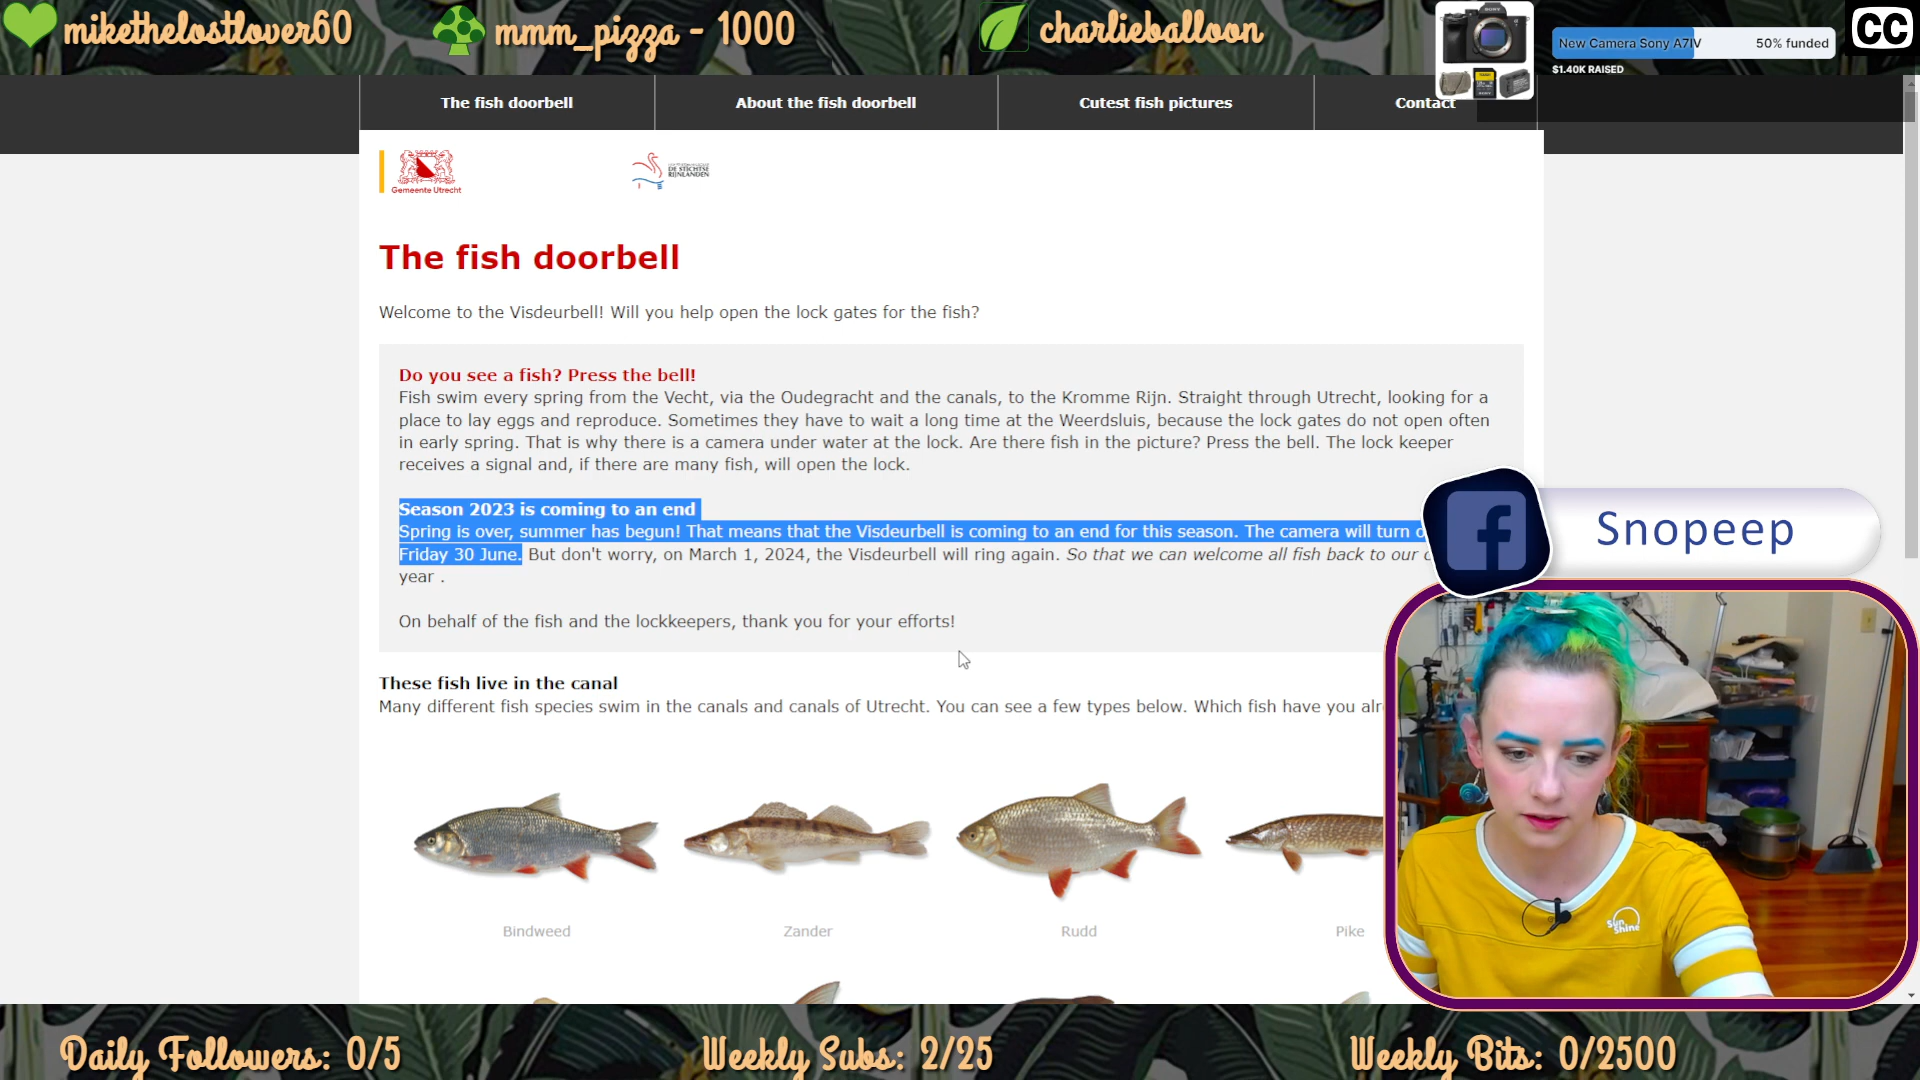 mikethelostlover60
mmm_pizza - 1000
charlieballoon
SONY
New Camera Sony A7IV 50% funded
$1.40K RAISED
CC
The fish doorbell
About the fish doorbell
Cutest fish pictures
Contact
Gemeente Utrecht
DE STICHTSE
RIJNLANDEN
The fish doorbell
Welcome to the Visdeurbell! Will you help open the lock gates for the fish?
Do you see a fish? Press the bell!
Fish swim every spring from the Vecht, via the Oudegracht and the canals, to the Kromme Rijn. Straight through Utrecht, looking for a
place to lay eggs and reproduce. Sometimes they have to wait a long time at the Weerdsluis, because the lock gates do not open often
in early spring. That is why there is a camera under water at the lock. Are there fish in the picture? Press the bell. The lock keeper
receives a signal and, if there are many fish, will open the lock.
Season 2023 is coming to an end
Spring is over, summer has begun! That means that the Visdeurbell is coming to an end for this season. The camera will turn
Friday 30 June. But don't worry, on March 1, 2024, the Visdeurbell will ring again. So that we can welcome all fish back to our
year .
On behalf of the fish and the lockkeepers, thank you for your efforts!
Snopeep
These fish live in the canal
Many different fish species swim in the canals and canals of Utrecht. You can see a few types below. Which fish have you
Bindweed
Zander
Rudd
Pike
Sun
Shine
Daily Followers: 0/5
Weekly Subs: 2/25
Weekly Bits: 0/2500